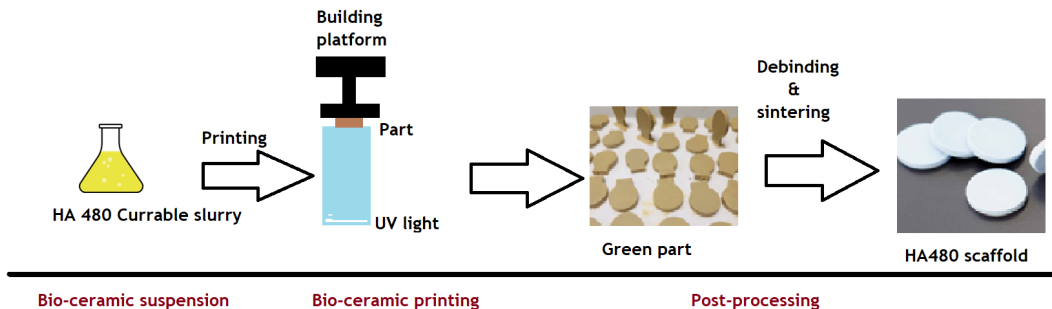 Building
platform
Printing
Part
Debinding
&
sintering
HA 480 Currable slurry
UV light
Green part
HA480 scaffold
Bio-ceramic suspension
Bio-ceramic printing
Post-processing